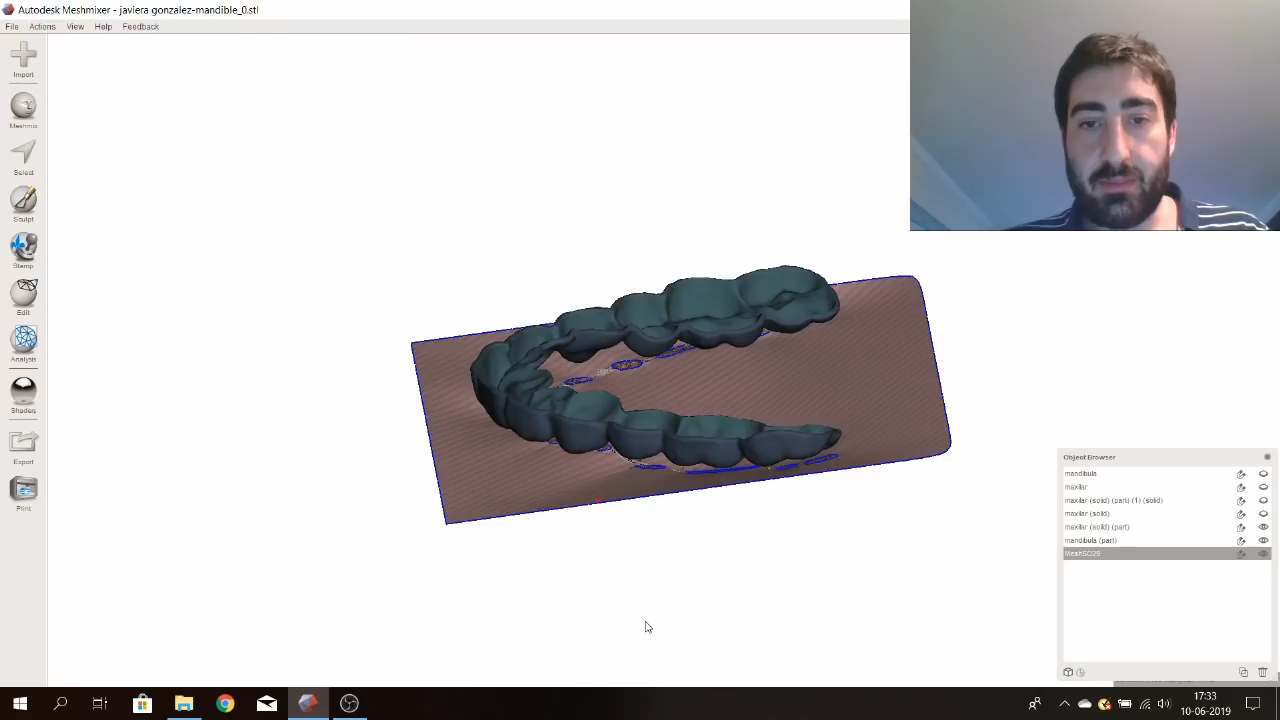 Autodesk Meshmixer - javiera gonzalez-mandible_0.stl
File Actions View Help Feedback
Import
Meshmix
Select
Sculpt
Stamp
Edit
Analysis
Shaders
Export
Print
Object Browser
mandibula
maxilar
maxilar (solid) (part) (1) (solid)
maxilar (solid)
maxilar (solid) (part)
mandibula (part)
MeshSO29
17:33
10-06-2019